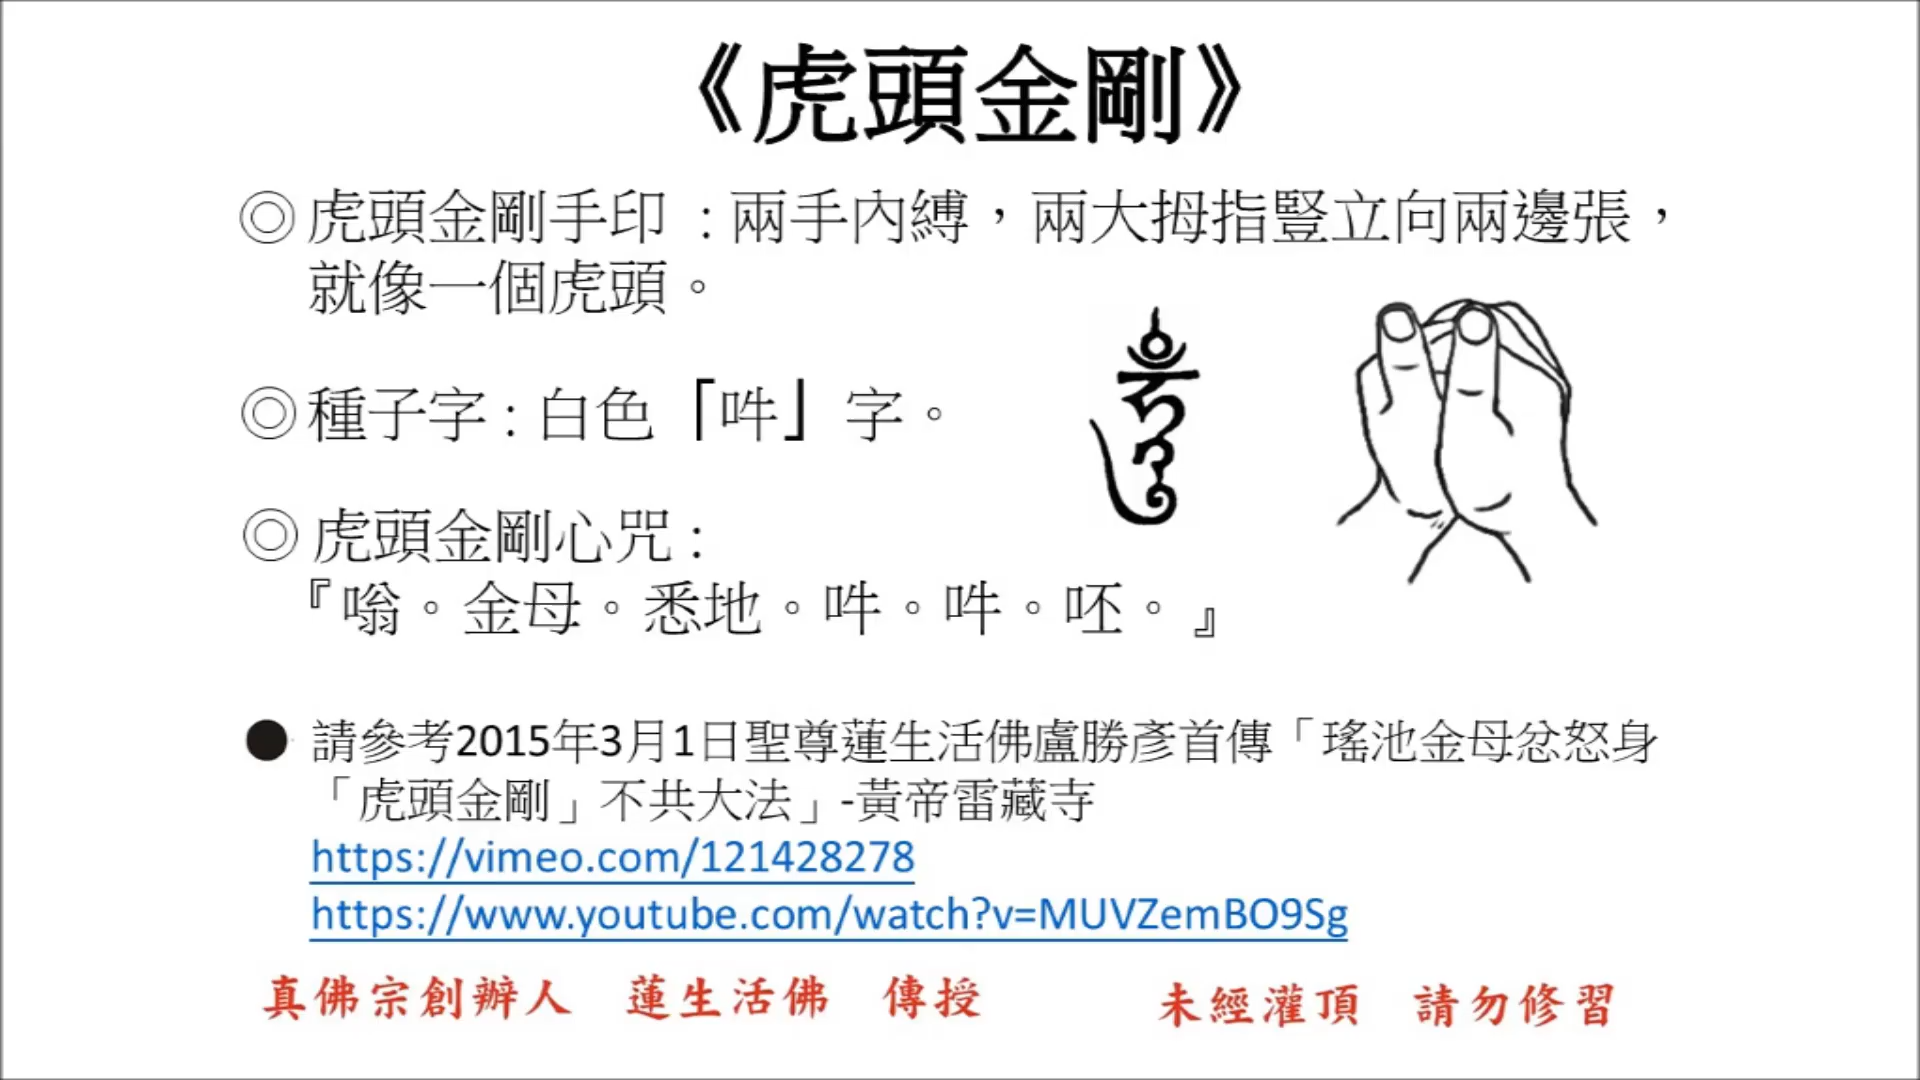 《虎頭金剛》
◎ 虎頭金剛手印 : 兩手內縛，兩大拇指豎立向兩邊張，
就像一個虎頭。
◎ 種子字 : 白色「吽」字。
◎ 虎頭金剛心咒 :
『嗡。金母。悉地。吽。吽。呸。』
● 請參考2015年3月1日聖尊蓮生活佛盧勝彥首傳「瑤池金母忿怒身
「虎頭金剛」不共大法」-黃帝雷藏寺
https://vimeo.com/121428278
https://www.youtube.com/watch?v=MUVZemBO9Sg
真佛宗創辦人 蓮生活佛 傳授 未經灌頂 請勿修習